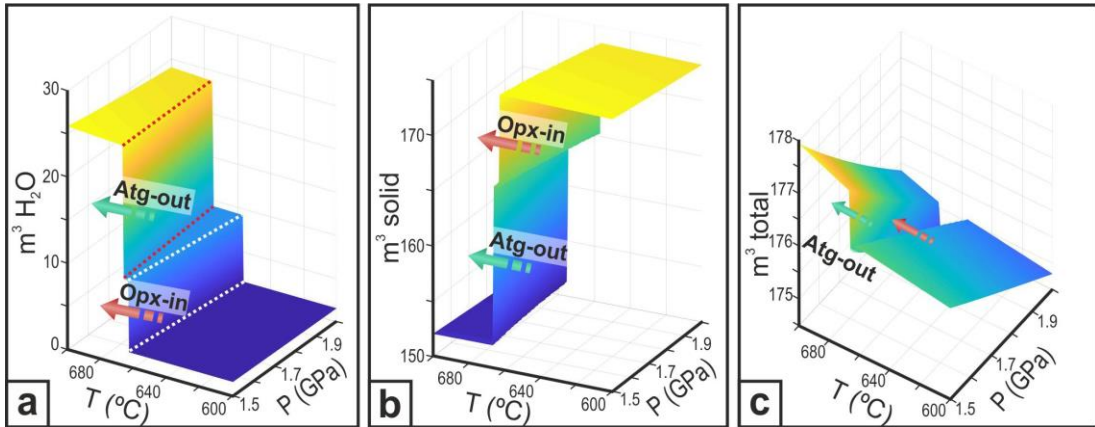 30
20
10
0
m³ H₂O
Atg-out
Opx-in
680
640
600
T (ºC)
1.5
1.7
1.9
P (GPa)
a
170
160
150
m³ solid
Opx-in
Atg-out
680
640
600
T (ºC)
1.5
1.7
1.9
P (GPa)
b
178
177
176
175
m³ total
Atg-out
680
640
600
T (ºC)
1.5
1.7
1.9
P (GPa)
c